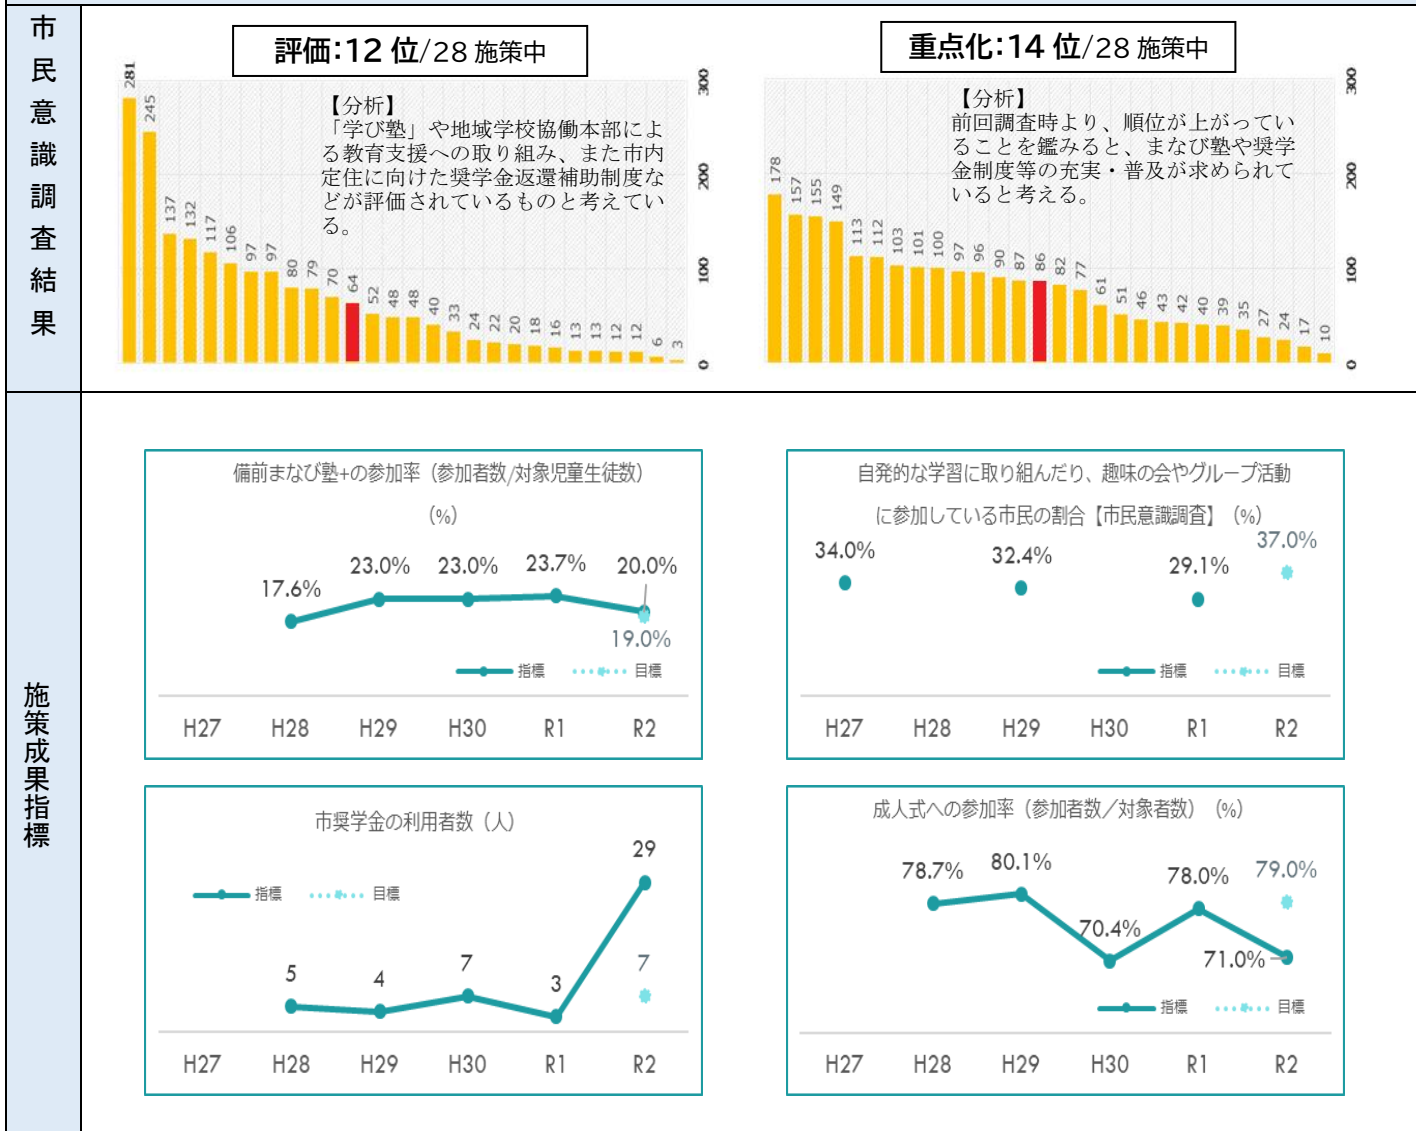 市民意識調査結果
評価:12 位/28 施策中
【分析】
「学び塾」や地域学校協働本部によ
る教育支援への取り組み、また市内
定住に向けた奨学金返還補助制度な
どが評価されているものと考えてい
る。
281 245 137 132 117 106 97 97 80 79 70 64 52 48 48 40 33 24 22 20 18 16 13 13 12 12 6 3
300
200
100
0
重点化:14 位/28 施策中
【分析】
前回調査時より、順位が上がってい
ることを鑑みると、まなび塾や奨学
金制度等の充実・普及が求められて
いると考える。
178 157 155 149 113 112 103 101 100 97 96 90 87 86 82 77 61 51 46 43 42 40 39 35 27 24 17 10
300
200
100
0
施策成果指標
備前まなび塾+の参加率（参加者数/対象児童生徒数）
（%）
17.6% 23.0% 23.0% 23.7% 20.0%
19.0%
指標 目標
H27 H28 H29 H30 R1 R2
自発的な学習に取り組んだり、趣味の会やグループ活動
に参加している市民の割合【市民意識調査】（%）
34.0% 32.4% 29.1% 37.0%
指標 目標
H27 H28 H29 H30 R1 R2
市奨学金の利用者数（人）
指標 目標
5 4 7 3 29
7
H27 H28 H29 H30 R1 R2
成人式への参加率（参加者数／対象者数）（%）
78.7% 80.1% 70.4% 78.0% 71.0%
79.0%
指標 目標
H27 H28 H29 H30 R1 R2